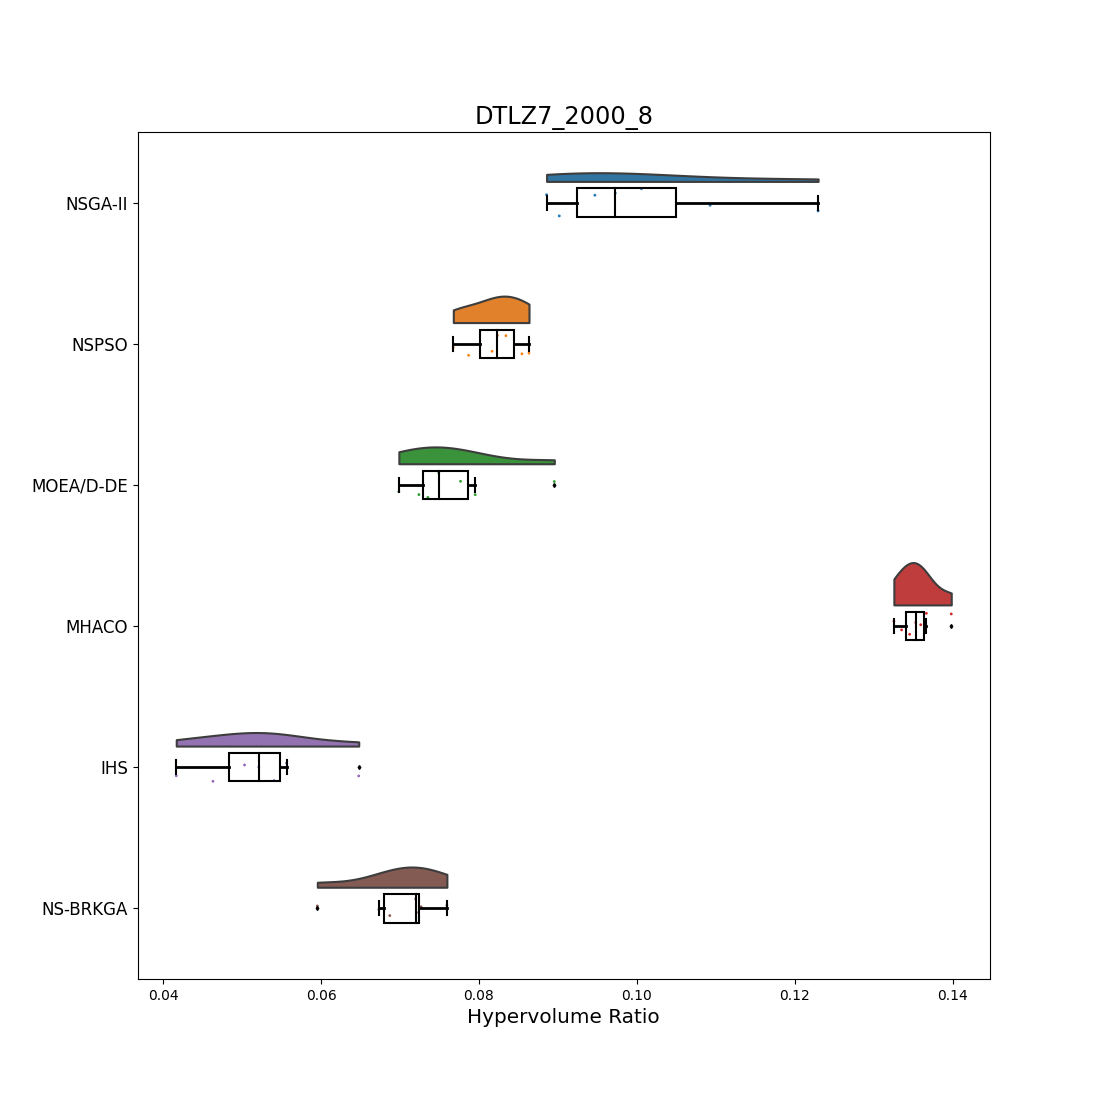 DTLZ7_2000_8
NSGA-II
NSPSO
MOEA/D-DE
MHACO
IHS
NS-BRKGA
0.04 0.06 0.08 0.10 0.12 0.14
Hypervolume Ratio